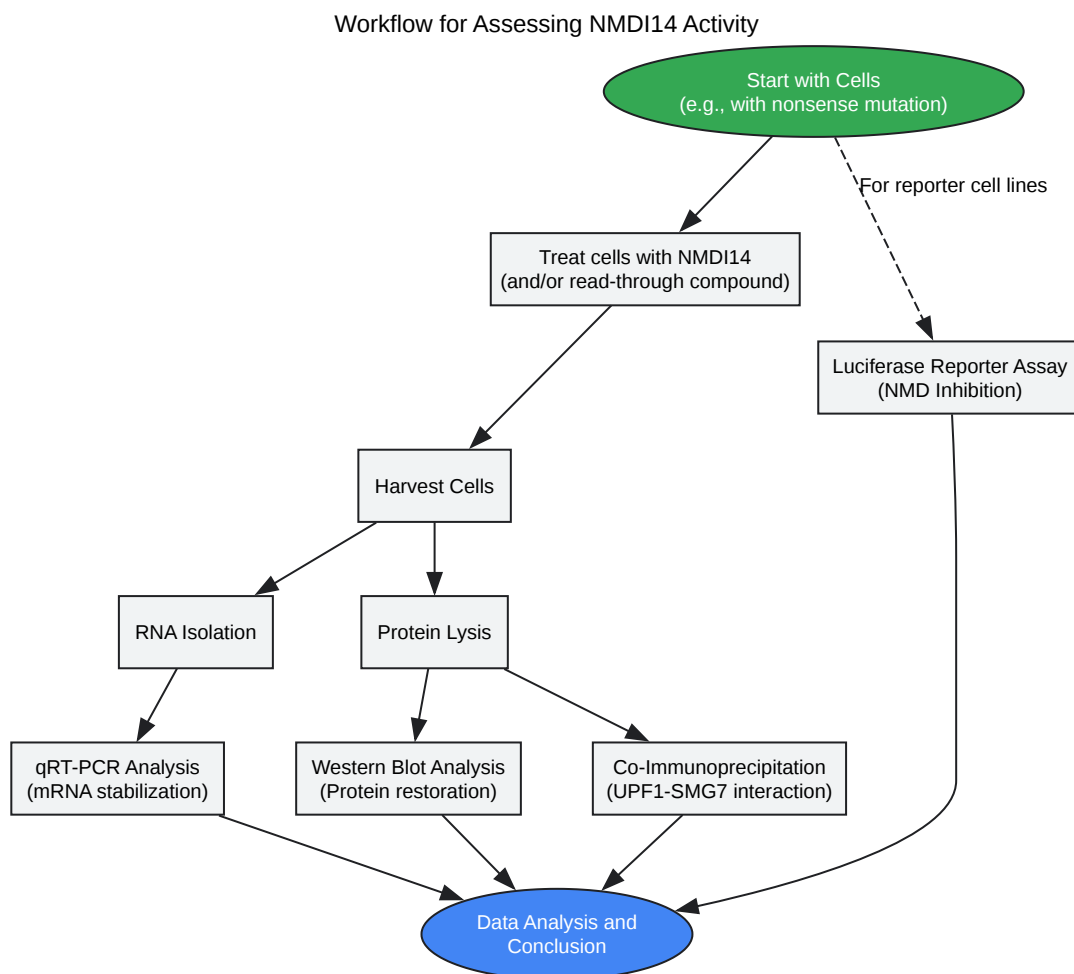 Workflow for Assessing NMDI14 Activity
Start with Cells
(e.g., with nonsense mutation)
For reporter cell lines
Treat cells with NMDI14
(and/or read-through compound)
Luciferase Reporter Assay
(NMD Inhibition)
Harvest Cells
RNA Isolation
Protein Lysis
qRT-PCR Analysis
(mRNA stabilization)
Western Blot Analysis
(Protein restoration)
Co-Immunoprecipitation
(UPF1-SMG7 interaction)
Data Analysis and
Conclusion